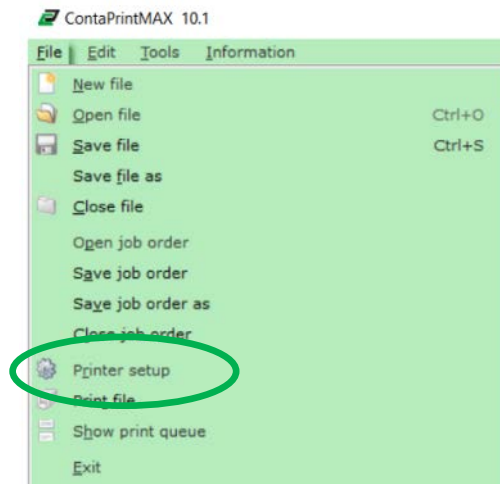 ContaPrintMAX 10.1
File Edit Tools Information
New file
Open file Ctrl+O
Save file Ctrl+S
Save file as
Close file
Open job order
Save job order
Save job order as
Close job order
Printer setup
Print file
Show print queue
Exit